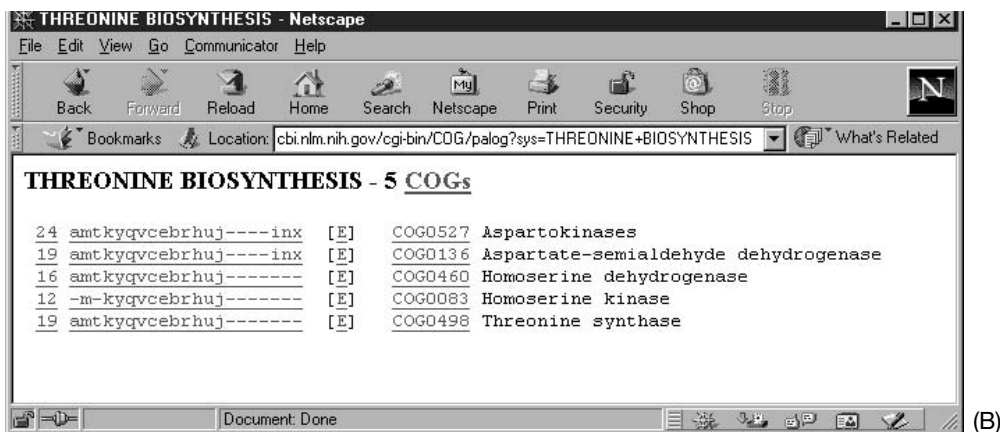 THREONINE BIOSYNTHESIS - Netscape
File Edit View Go Communicator Help
Back Forward Reload Home Search Netscape Print Security Shop Stop
My
N
Bookmarks Location: cbi.nlm.nih.gov/cgi-bin/COG/palog?sys=THREONINE+BIOSYNTHESIS What's Related
THREONINE BIOSYNTHESIS - 5 COGs
24 amtkyqvcebrhuj----inx [E] COG0527 Aspartokinases
19 amtkyqvcebrhuj----inx [E] COG0136 Aspartate-semialdehyde dehydrogenase
16 amtkyqvcebrhuj------- [E] COG0460 Homoserine dehydrogenase
12 -m-kyqvcebrhuj------- [E] COG0083 Homoserine kinase
19 amtkyqvcebrhuj------- [E] COG0498 Threonine synthase
Document: Done
(B)